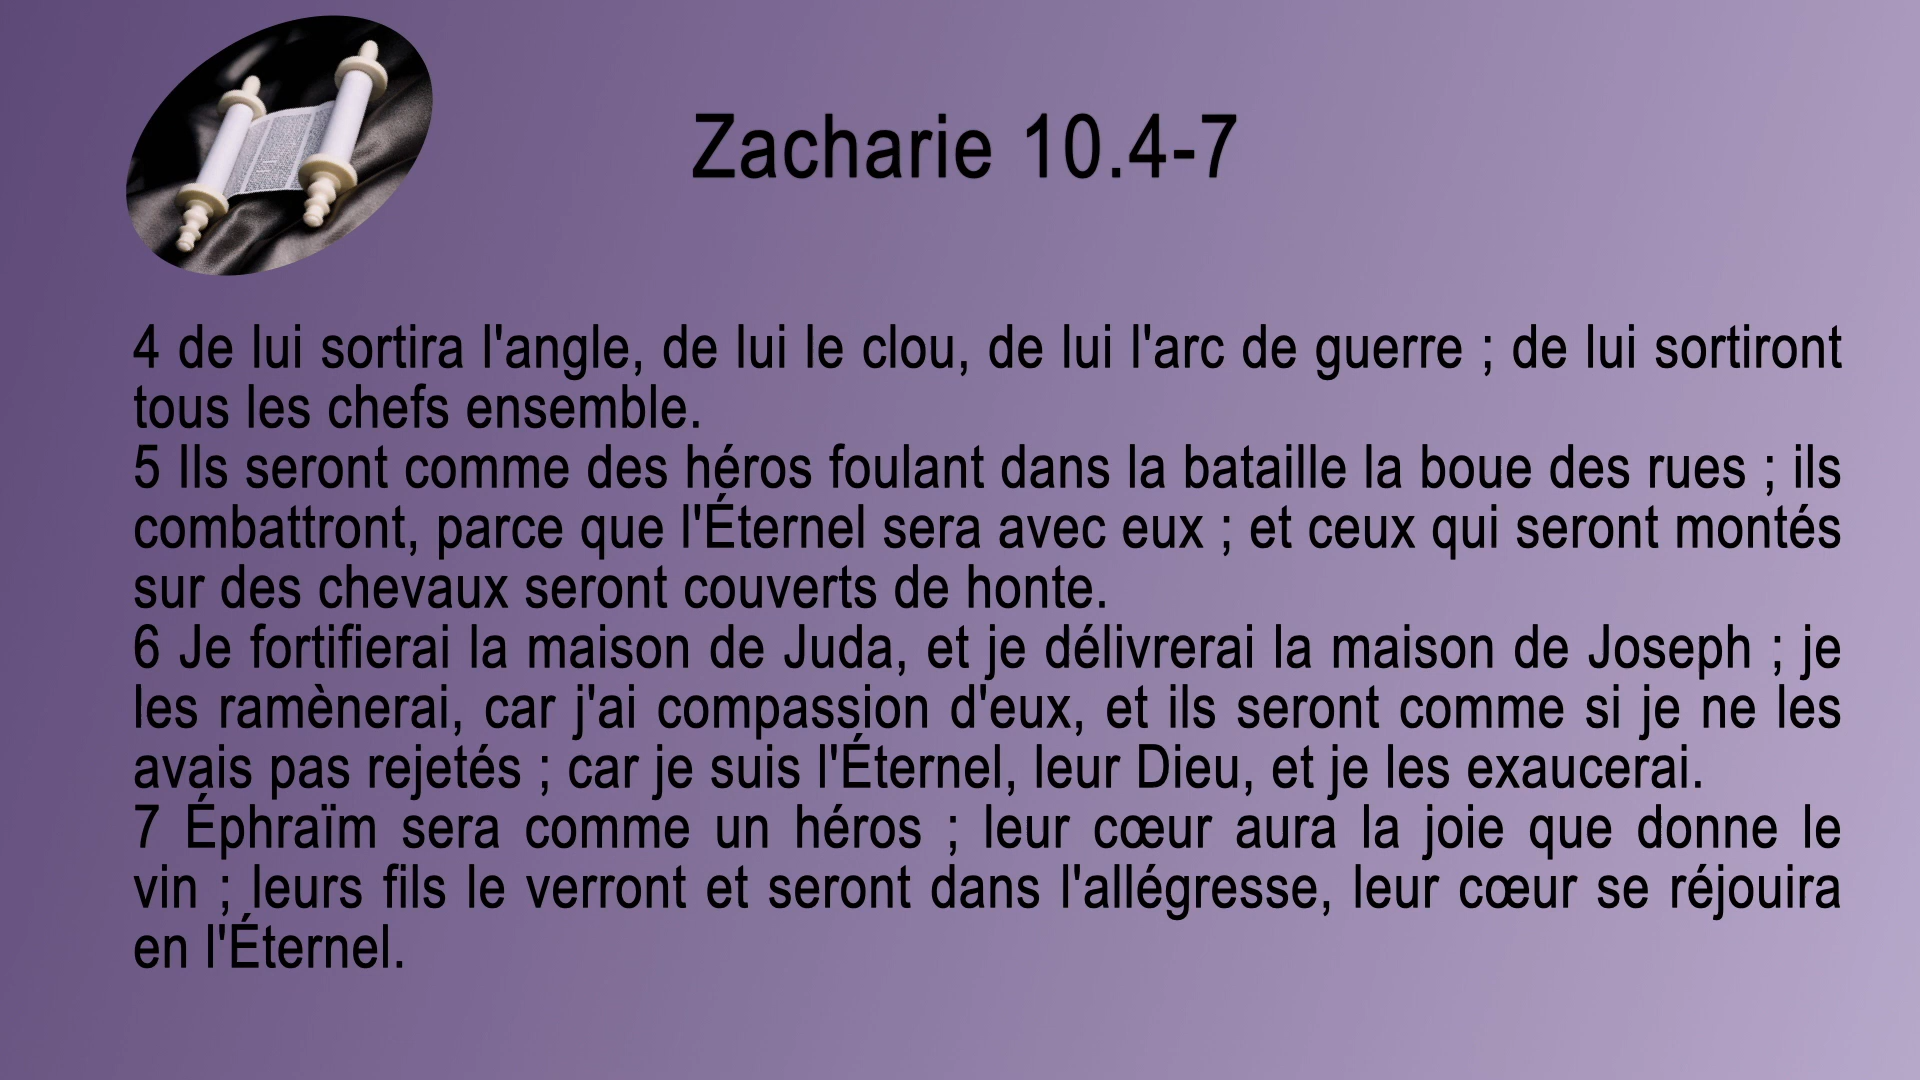 Zacharie 10.4-7
4 de lui sortira l'angle, de lui le clou, de lui l'arc de guerre ; de lui sortiront
tous les chefs ensemble.
5 Ils seront comme des héros foulant dans la bataille la boue des rues ; ils
combattront, parce que l'Éternel sera avec eux ; et ceux qui seront montés
sur des chevaux seront couverts de honte.
6 Je fortifierai la maison de Juda, et je délivrerai la maison de Joseph ; je
les ramènerai, car j'ai compassion d'eux, et ils seront comme si je ne les
avais pas rejetés ; car je suis l'Éternel, leur Dieu, et je les exaucerai.
7 Éphraïm sera comme un héros ; leur cœur aura la joie que donne le
vin ; leurs fils le verront et seront dans l'allégresse, leur cœur se réjouira
en l'Éternel.